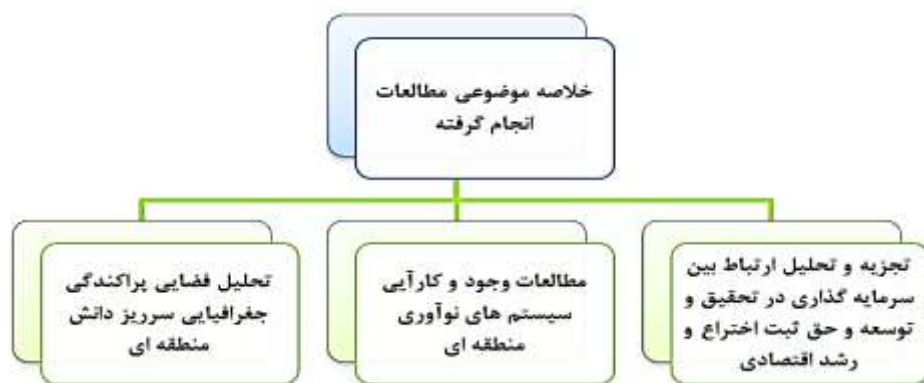 خلاصه موضوعی مطالعات
انجام گرفته
تجزیه و تحلیل ارتباط بین
سرمایه گذاری در تحقیق و
توسعه و حق ثبت اختراع و
رشد اقتصادی
مطالعات وجود و کارآیی
سیستم های نوآوری
منطقه ای
تحلیل فضایی پراکندگی
جغرافیایی سرریز دانش
منطقه ای